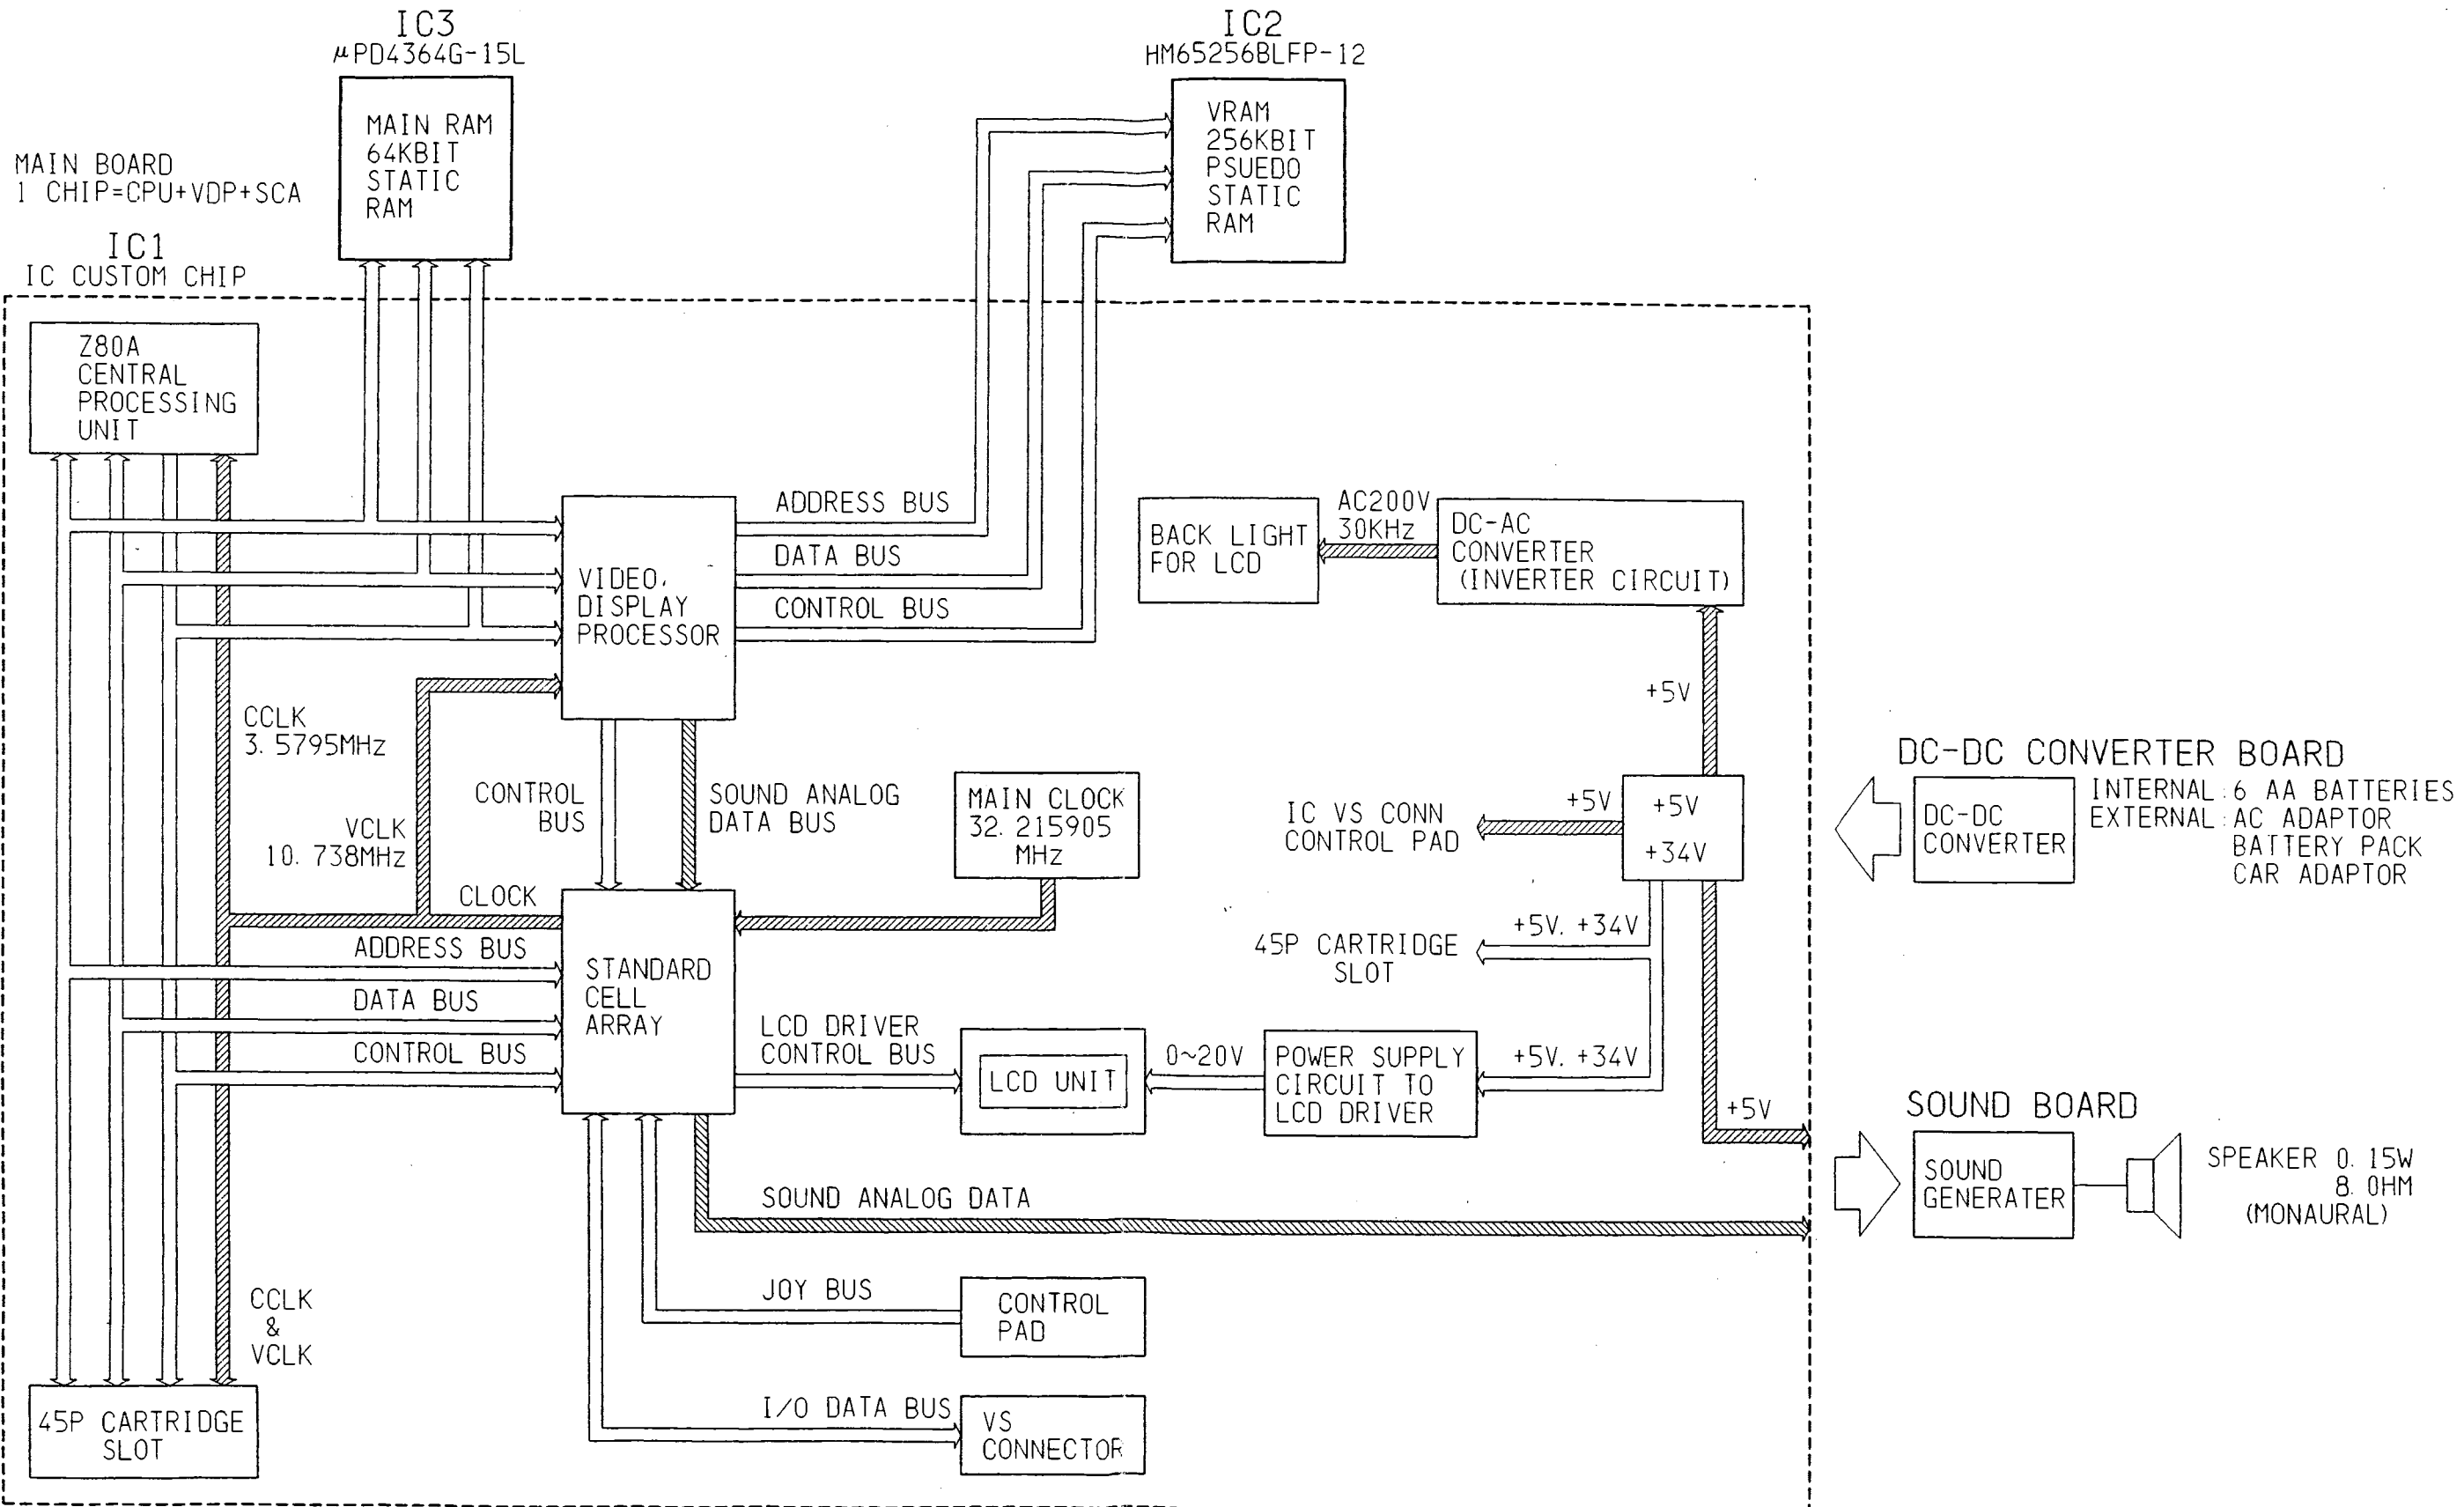 IC3
μPD4364G-15L
MAIN RAM
64KBIT
STATIC
RAM
IC2
HM65256BLFP-12
VRAM
256KBIT
PSUEDO
STATIC
RAM
MAIN BOARD
1 CHIP=CPU+VDP+SCA
IC1
IC CUSTOM CHIP
Z80A
CENTRAL
PROCESSING
UNIT
VIDEO
DISPLAY
PROCESSOR
ADDRESS BUS
DATA BUS
CONTROL BUS
BACK LIGHT
FOR LCD
AC200V
30KHz
DC-AC
CONVERTER
(INVERTER CIRCUIT)
+5V
CCLK
3.5795MHz
VCLK
10.738MHz
CONTROL
BUS
SOUND ANALOG
DATA BUS
MAIN CLOCK
32.215905
MHz
IC VS CONN
CONTROL PAD
+5V
+5V
+34V
DC-DC CONVERTER BOARD
DC-DC
CONVERTER
INTERNAL:6 AA BATTERIES
EXTERNAL:AC ADAPTOR
BATTERY PACK
CAR ADAPTOR
CLOCK
ADDRESS BUS
DATA BUS
CONTROL BUS
STANDARD
CELL
ARRAY
45P CARTRIDGE
SLOT
+5V. +34V
LCD DRIVER
CONTROL BUS
LCD UNIT
0~20V
POWER SUPPLY
CIRCUIT TO
LCD DRIVER
+5V. +34V
+5V
SOUND BOARD
SOUND
GENERATER
SPEAKER 0.15W
8.0HM
(MONAURAL)
SOUND ANALOG DATA
JOY BUS
CONTROL
PAD
CCLK
&
VCLK
I/O DATA BUS
VS
CONNECTOR
45P CARTRIDGE
SLOT